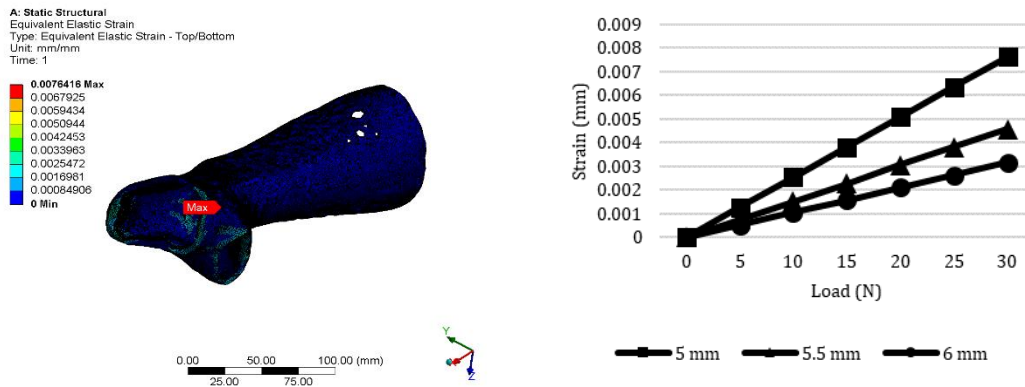 A: Static Structural
Equivalent Elastic Strain
Type: Equivalent Elastic Strain - Top/Bottom
Unit: mm/mm
Time: 1
0.0076416 Max
0.0067925
0.0059434
0.0050944
0.0042453
0.0033963
0.0025472
0.0016981
0.00084906
0 Min
Max
0.00 50.00 100.00 (mm)
25.00 75.00
Y
Z
0.009
0.008
0.007
0.006
0.005
0.004
0.003
0.002
0.001
0
Strain (mm)
0 5 10 15 20 25 30
Load (N)
5 mm 5.5 mm 6 mm